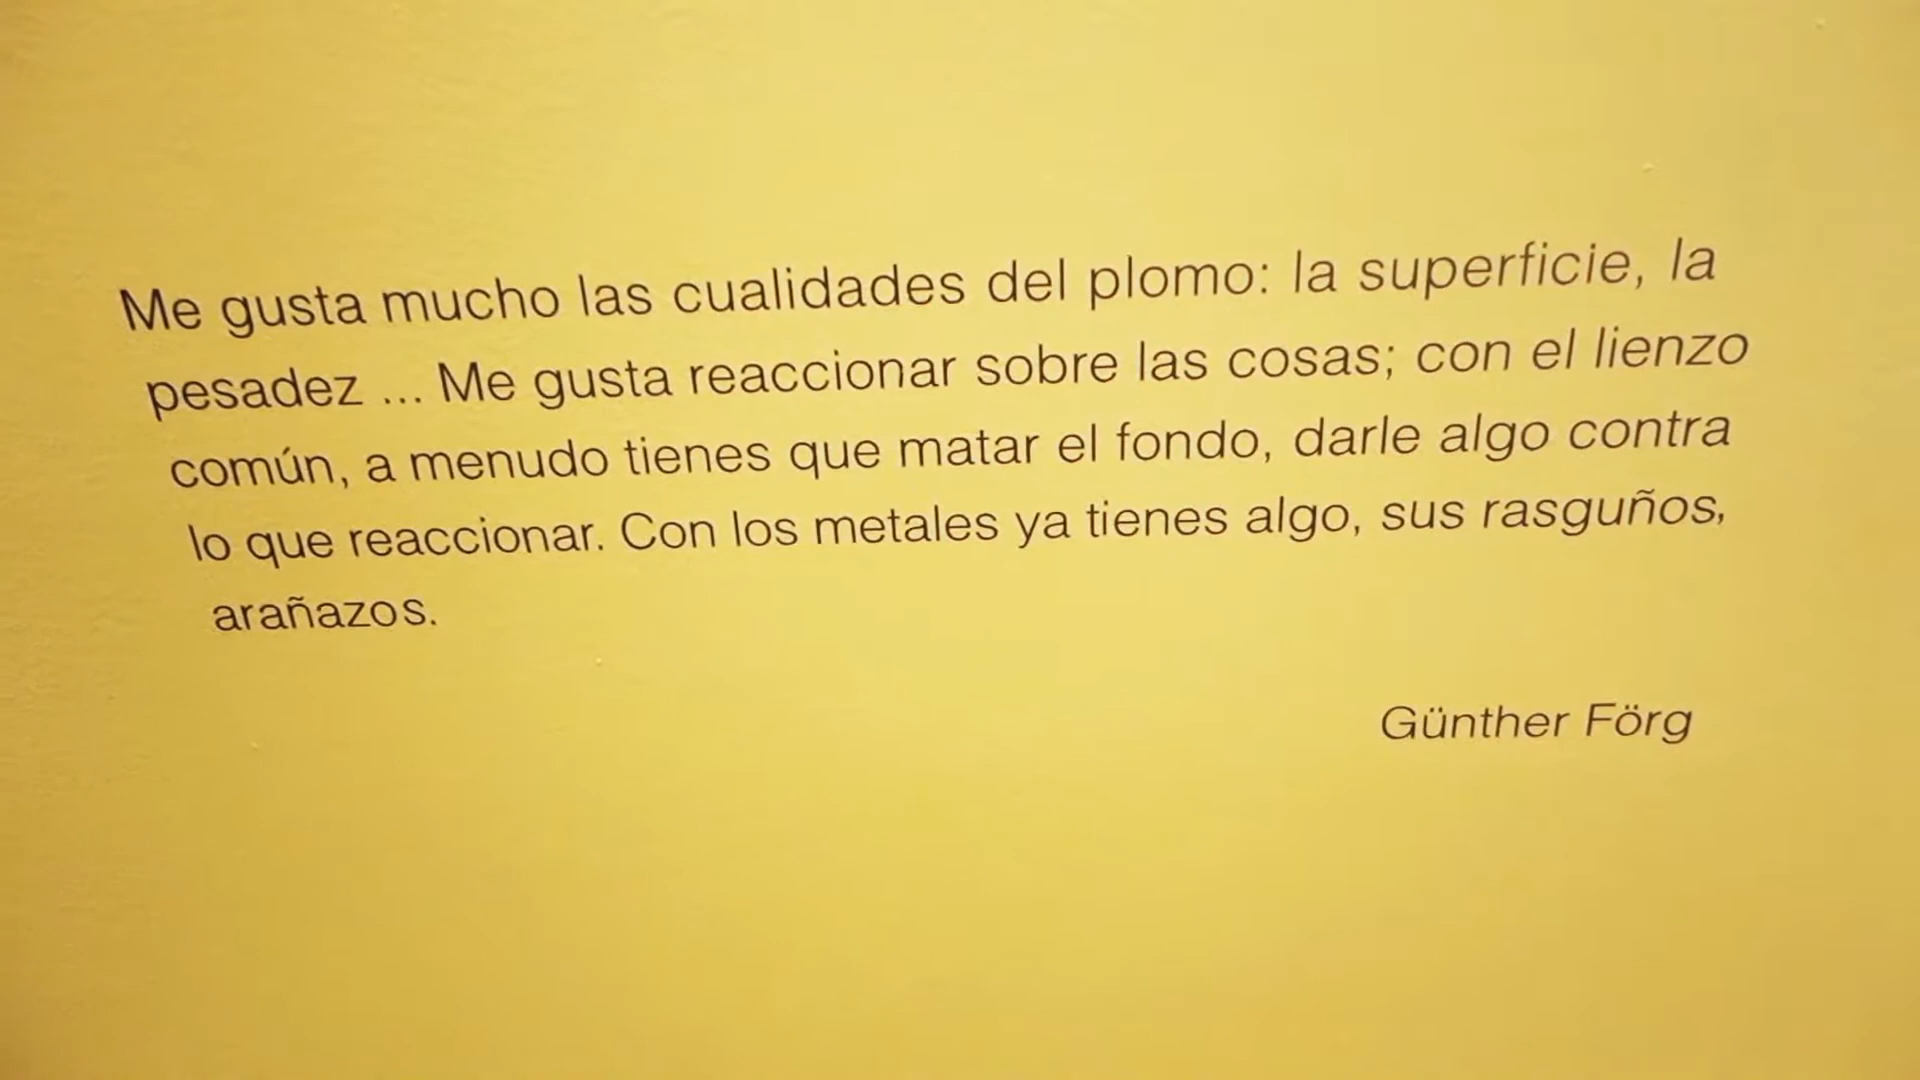 Me gusta mucho las cualidades del plomo: la superficie, la
pesadez ... Me gusta reaccionar sobre las cosas; con el lienzo
común, a menudo tienes que matar el fondo, darle algo contra
lo que reaccionar. Con los metales ya tienes algo, sus rasguños,
arañazos.
Günther Förg